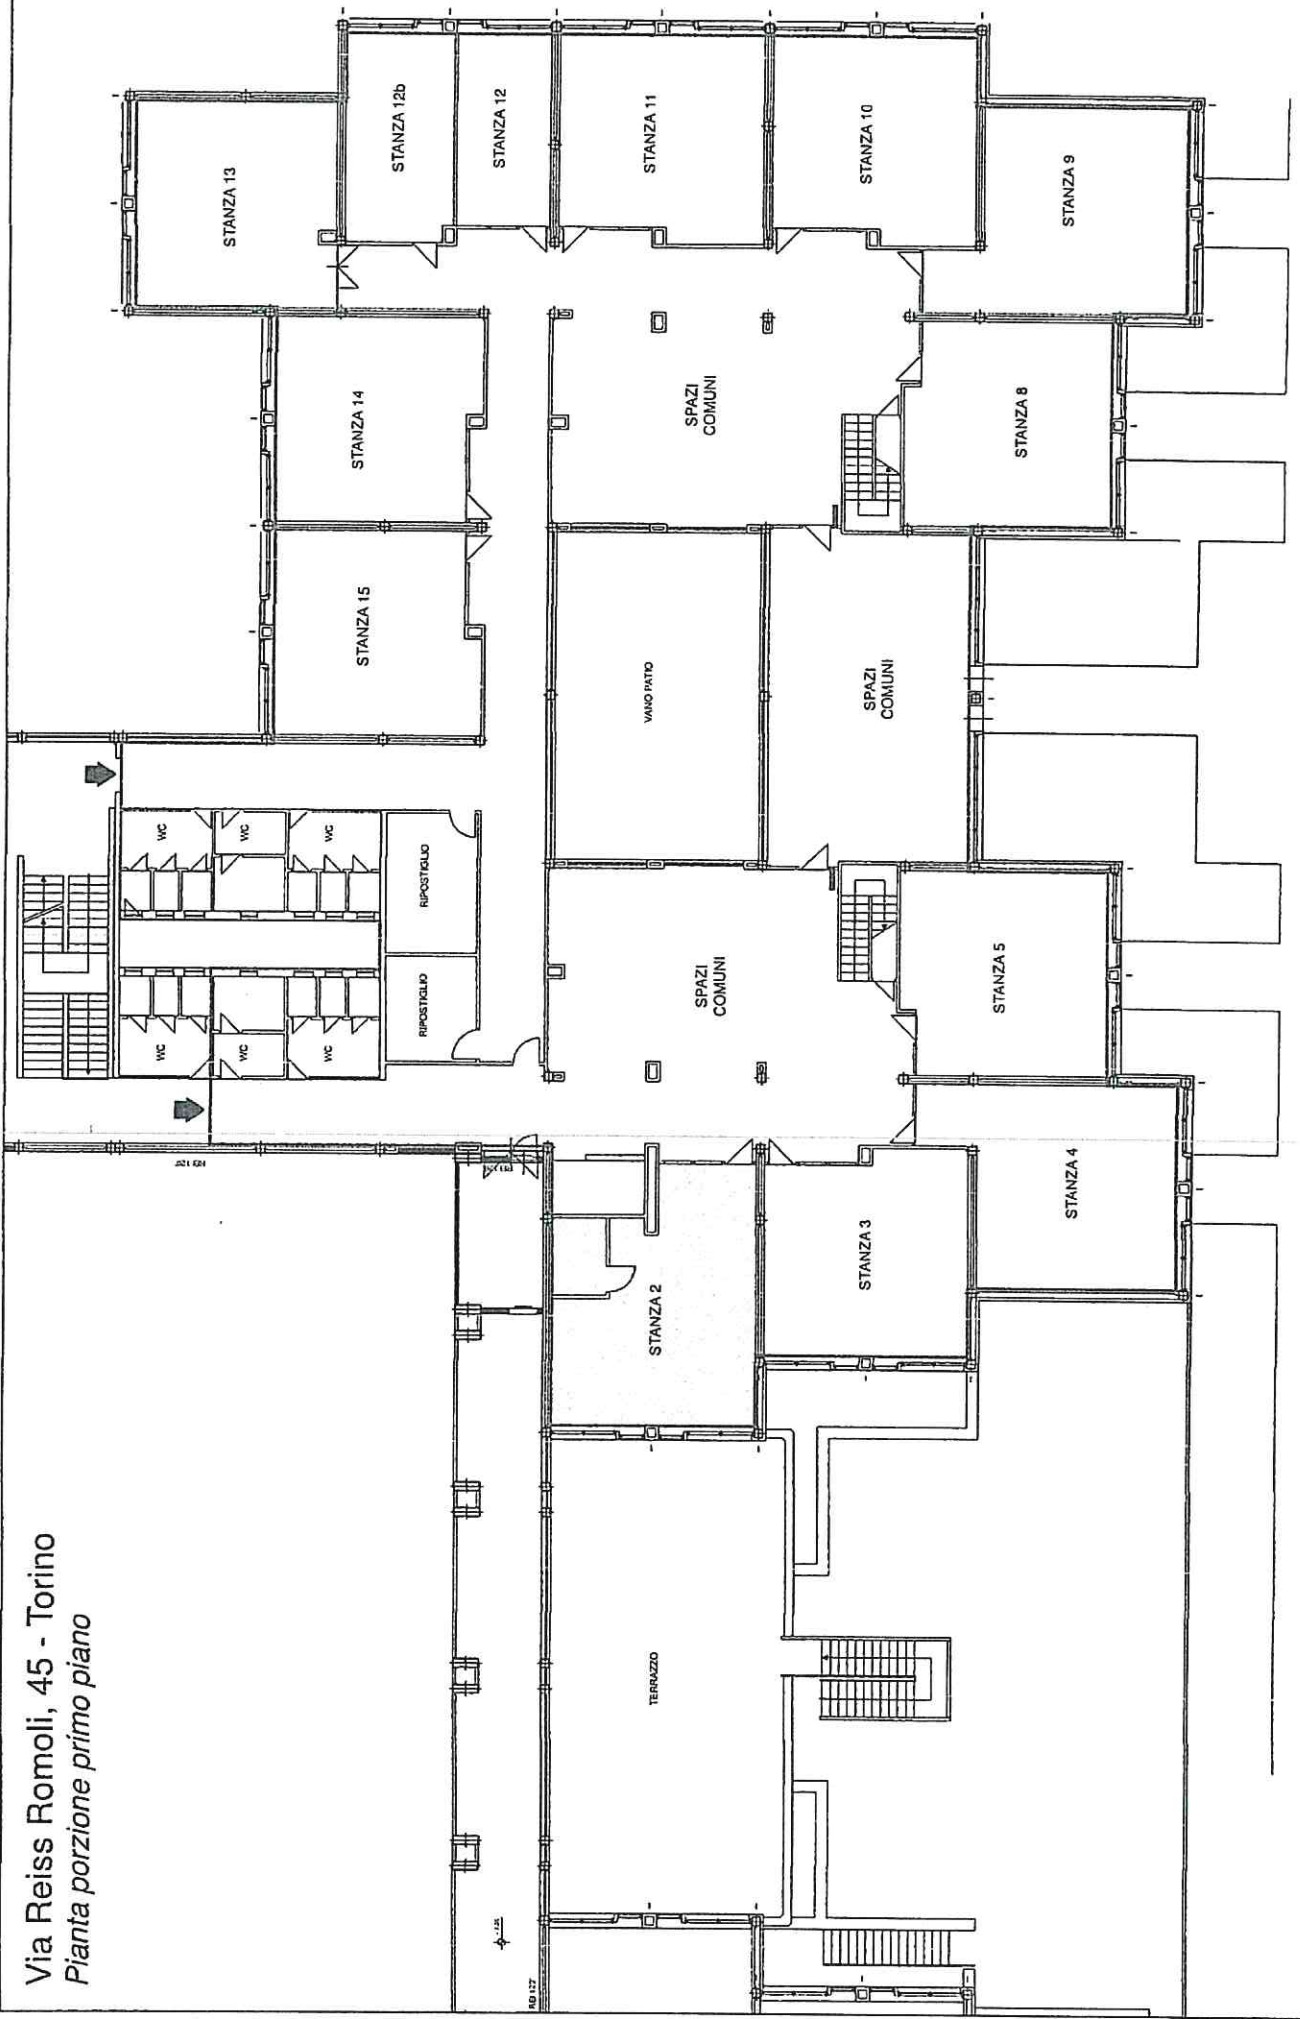 Via Reiss Romoli, 45 - Torino
Pianta porzione primo piano
STANZA 13
STANZA 12b
STANZA 12
STANZA 11
STANZA 10
STANZA 9
STANZA 14
SPAZI
COMUNI
STANZA 8
STANZA 15
VANO PATIO
SPAZI
COMUNI
WC
WC
WC
RIPOSTIGLIO
WC
WC
WC
RIPOSTIGLIO
SPAZI
COMUNI
STANZA 5
STANZA 2
STANZA 3
STANZA 4
TERRAZZO